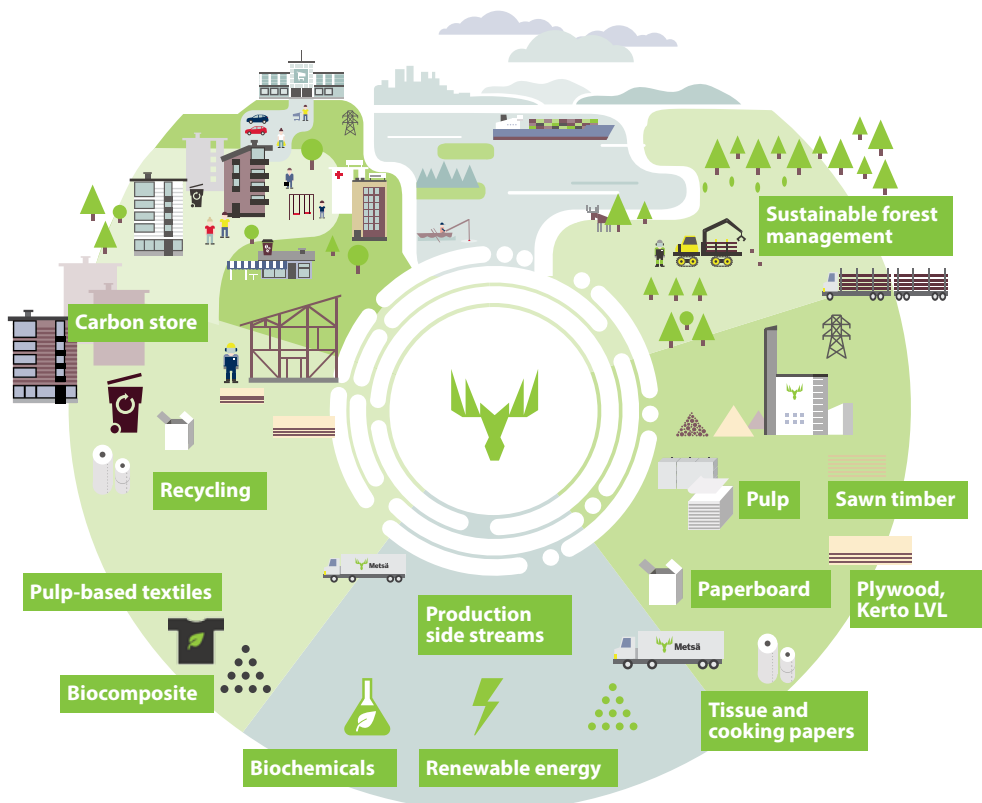 Sustainable forest
management
Carbon store
Recycling
Pulp
Sawn timber
Metsä
Pulp-based textiles
Production
side streams
Paperboard
Plywood,
Kerto LVL
Metsä
Biocomposite
Tissue and
cooking papers
Biochemicals
Renewable energy